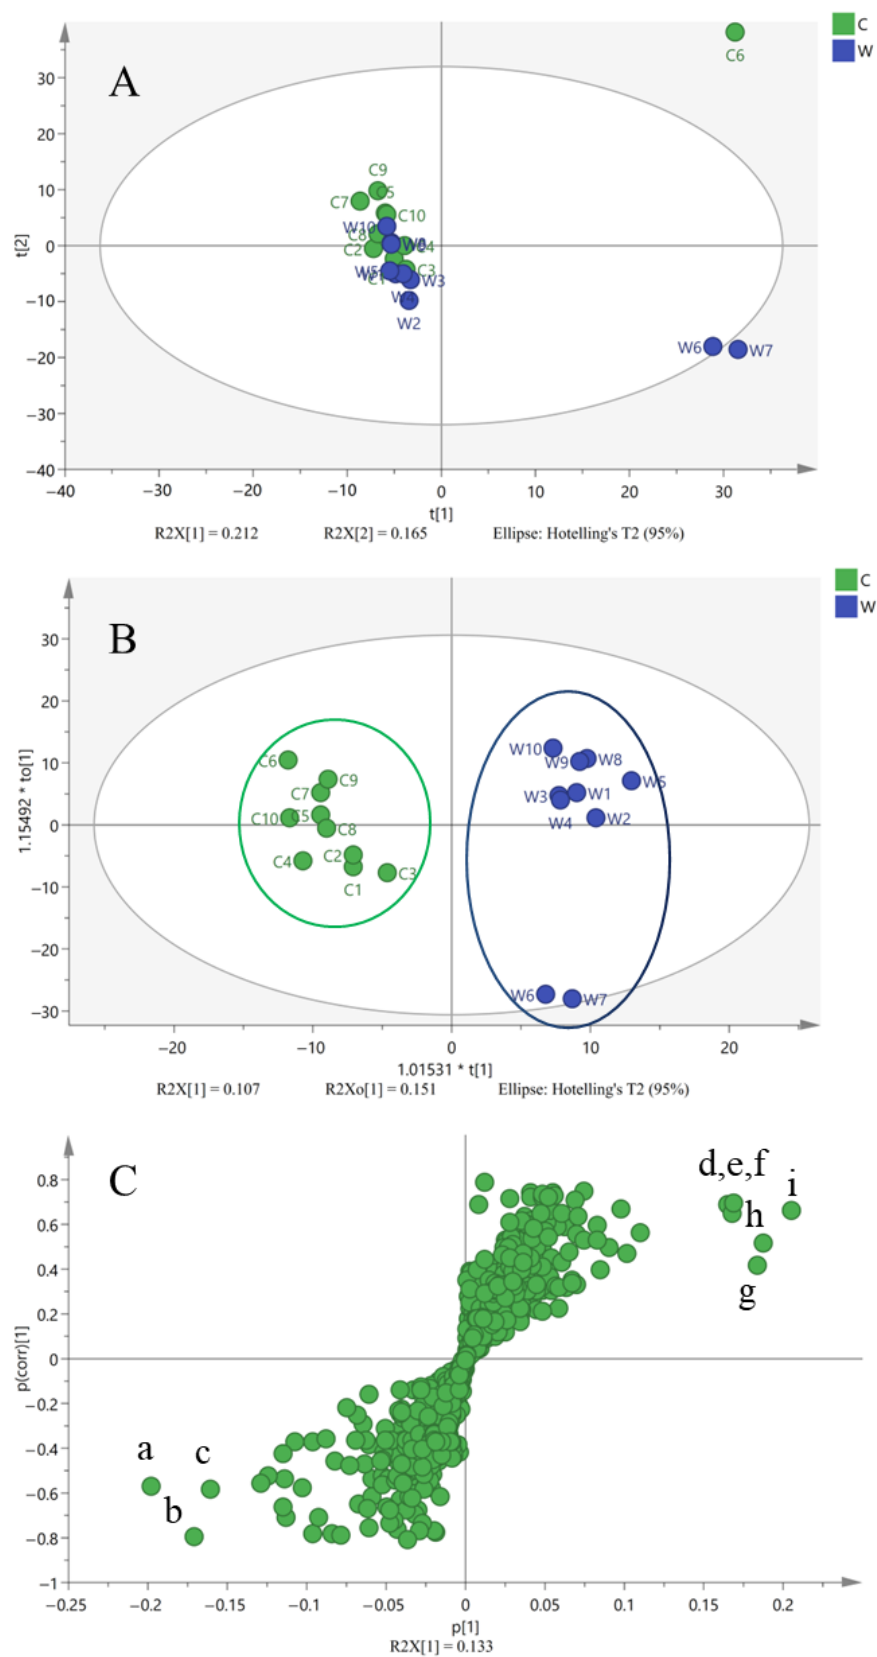 A
C
W
C6
C9
C5
C7
C10
W10
C8
W8
C4
C2
C3
W5
C1
W3
W4
W2
W6
W7
30
20
10
0
−10
−20
−30
−40
t[2]
−40 −30 −20 −10 0 10 20 30
t[1]
R2X[1] = 0.212 R2X[2] = 0.165 Ellipse: Hotelling's T2 (95%)
B
C
W
30
20
10
0
−10
−20
−30
1.15492 * to[1]
C6
C9
C7
C10
C5
C8
C4
C2
C1
C3
W10
W9
W8
W5
W3
W1
W4
W2
W6
W7
−20 −10 0 10 20
1.01531 * t[1]
R2X[1] = 0.107 R2Xo[1] = 0.151 Ellipse: Hotelling's T2 (95%)
C
d,e,f
i
h
g
a
c
b
0.8
0.6
0.4
0.2
0
−0.2
−0.4
−0.6
−0.8
−1
p(corr)[1]
−0.25 −0.2 −0.15 −0.1 −0.05 0 0.05 0.1 0.15 0.2
p[1]
R2X[1] = 0.133